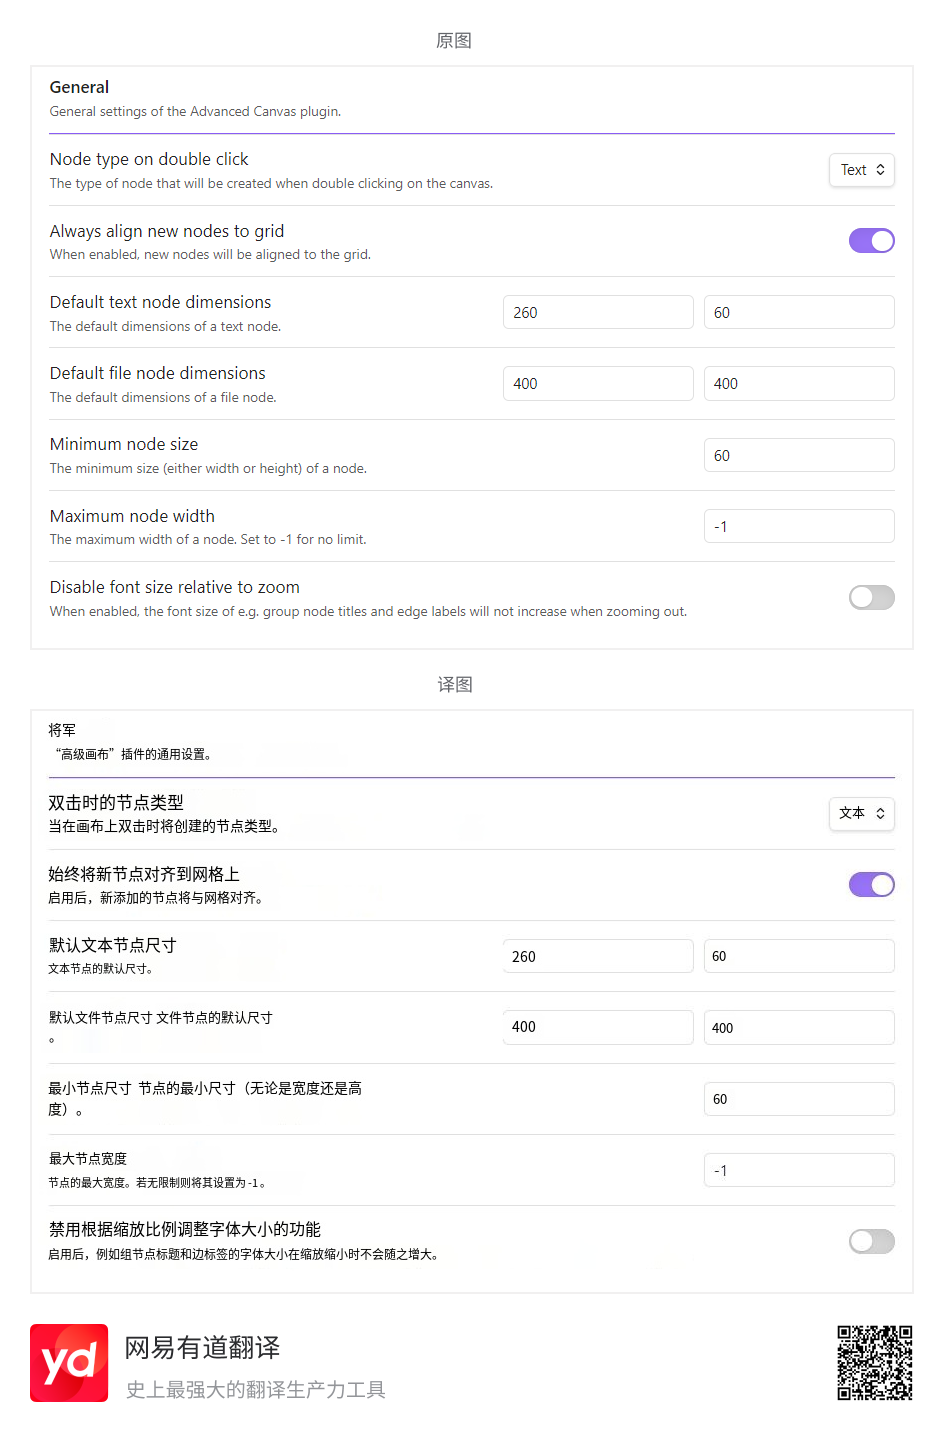 原图
General
General settings of the Advanced Canvas plugin.
Node type on double click
The type of node that will be created when double clicking on the canvas.
Text
Always align new nodes to grid
When enabled, new nodes will be aligned to the grid.
Default text node dimensions
The default dimensions of a text node.
260
60
Default file node dimensions
The default dimensions of a file node.
400
400
Minimum node size
The minimum size (either width or height) of a node.
60
Maximum node width
The maximum width of a node. Set to -1 for no limit.
-1
Disable font size relative to zoom
When enabled, the font size of e.g. group node titles and edge labels will not increase when zooming out.
译图
将军
“高级画布”插件的通用设置。
双击时的节点类型
当在画布上双击时将创建的节点类型。
文本
始终将新节点对齐到网格上
启用后，新添加的节点将与网格对齐。
默认文本节点尺寸
文本节点的默认尺寸。
260
60
默认文件节点尺寸 文件节点的默认尺寸
。
400
400
最小节点尺寸 节点的最小尺寸（无论是宽度还是高
度）。
60
最大节点宽度
节点的最大宽度。若无限制则将其设置为 -1 。
-1
禁用根据缩放比例调整字体大小的功能
启用后，例如组节点标题和边标签的字体大小在缩放缩小时不会随之增大。
yd
网易有道翻译
史上最强大的翻译生产力工具